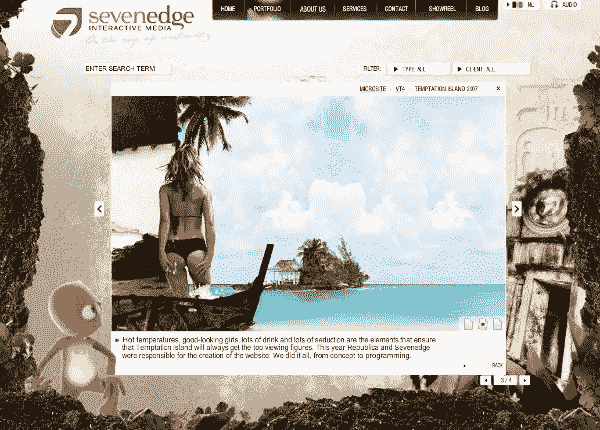 sevenedge
INTERACTIVE MEDIA
On the edge of creativity
HOME PORTFOLIO ABOUT US SERVICES CONTACT SHOWREEL BLOG
NL AUDIO
ENTER SEARCH TERM
FILTER: TYPE ALL CLIENT ALL
MICROSITE - VT4 - TEMPTATION ISLAND 2007 x
Hot temperatures, good-looking girls, lots of drink and lots of seduction are the elements that ensure
that Temptation Island will always get the top viewing figures. This year Republica and Sevenedge
were responsible for the creation of the website. We did it all, from concept to programming.
BACK
3 / 4